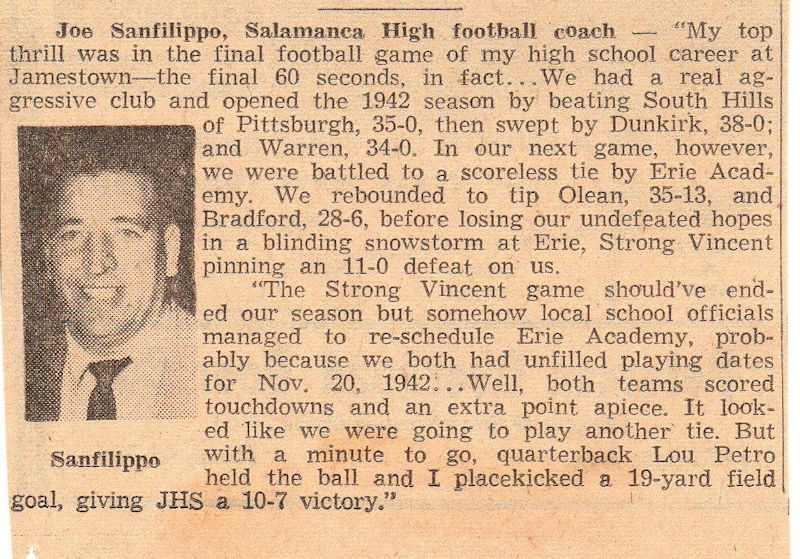 Joe Sanfilippo, Salamanca High football coach — “My top
thrill was in the final football game of my high school career at
Jamestown—the final 60 seconds, in fact...We had a real ag-
gressive club and opened the 1942 season by beating South Hills
of Pittsburgh, 35-0, then swept by Dunkirk, 38-0;
and Warren, 34-0. In our next game, however,
we were battled to a scoreless tie by Erie Acad-
emy. We rebounded to tip Olean, 35-13, and
Bradford, 28-6, before losing our undefeated hopes
in a blinding snowstorm at Erie, Strong Vincent
pinning an 11-0 defeat on us.
“The Strong Vincent game should’ve end-
ed our season but somehow local school officials
managed to re-schedule Erie Academy, prob-
ably because we both had unfilled playing dates
for Nov. 20, 1942...Well, both teams scored
touchdowns and an extra point apiece. It look-
ed like we were going to play another tie. But
with a minute to go, quarterback Lou Petro
held the ball and I placekicked a 19-yard field
goal, giving JHS a 10-7 victory.”
Sanfilippo